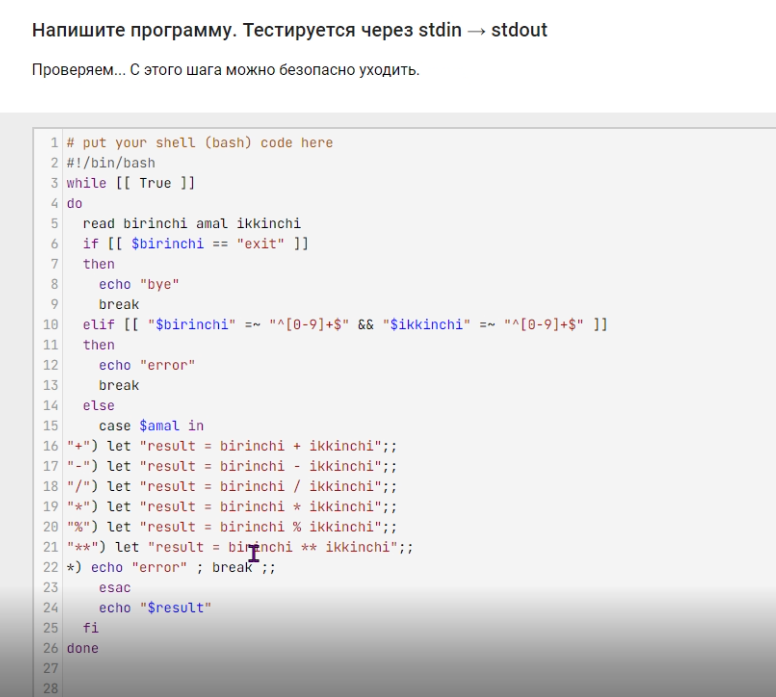 Напишите программу. Тестируется через stdin → stdout
Проверяем... С этого шага можно безопасно уходить.
1 # put your shell (bash) code here
2 #!/bin/bash
3 while [[ True ]]
4 do
5   read birinchi amal ikkinchi
6   if [[ $birinchi == "exit" ]]
7   then
8     echo "bye"
9     break
10   elif [[ "$birinchi" =~ "^[0-9]+$" && "$ikkinchi" =~ "^[0-9]+$" ]]
11   then
12     echo "error"
13     break
14   else
15     case $amal in
16 "+") let "result = birinchi + ikkinchi";;
17 "-") let "result = birinchi - ikkinchi";;
18 "/") let "result = birinchi / ikkinchi";;
19 "*") let "result = birinchi * ikkinchi";;
20 "%") let "result = birinchi % ikkinchi";;
21 "**") let "result = birinchi ** ikkinchi";;
22 *) echo "error" ; break ;;
23     esac
24     echo "$result"
25   fi
26 done
27
28